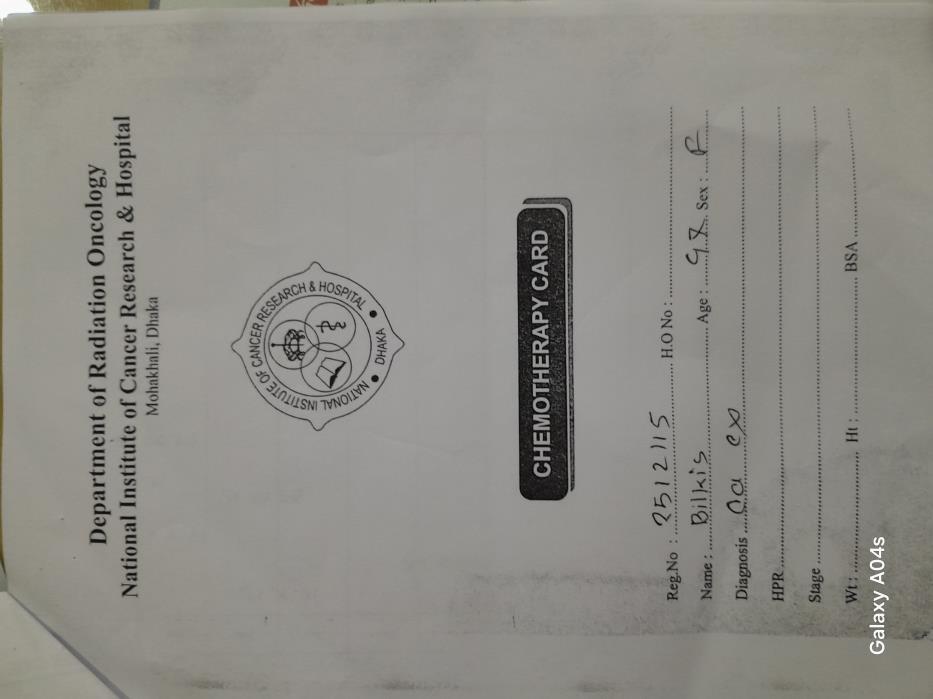 Department of Radiation Oncology
National Institute of Cancer Research & Hospital
Mohakhali, Dhaka
NATIONAL INSTITUTE OF CANCER RESEARCH & HOSPITAL
DHAKA
CHEMOTHERAPY CARD
Reg.No : 2512115 H.O No :
Name : Bilkis Age : Sex : F
Diagnosis Ca cx
HPR
Stage
Wt : Ht : BSA
Galaxy A04s